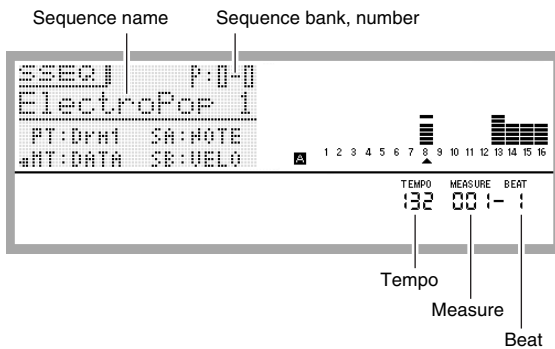 Sequence name
Sequence bank, number
SSEQ P:0-0
ElectroPop 1
PT:Drm1 SA:NOTE
MT:DATA SB:VELO
A 1 2 3 4 5 6 7 8 9 10 11 12 13 14 15 16
TEMPO MEASURE BEAT
132 001- 1
Tempo
Measure
Beat